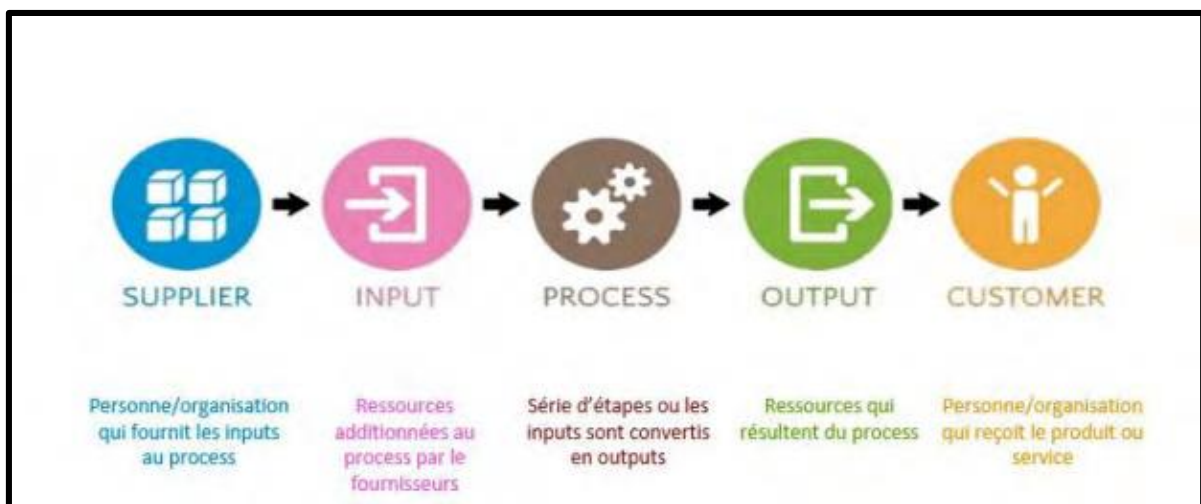 SUPPLIER
INPUT
PROCESS
OUTPUT
CUSTOMER
Personne/organisation
qui fournit les inputs
au process
Ressources
additionnées au
process par le
fournisseurs
Série d'étapes ou les
inputs sont convertis
en outputs
Ressources qui
résultent du process
Personne/organisation
qui reçoit le produit ou
service